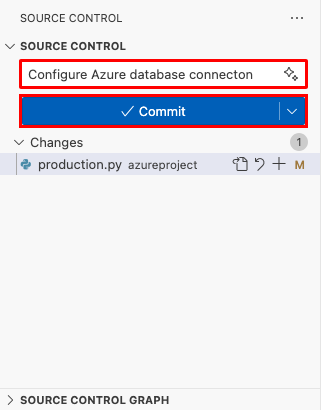 SOURCE CONTROL
SOURCE CONTROL
Configure Azure database connecton
Commit
Changes 1
production.py azureproject M
SOURCE CONTROL GRAPH